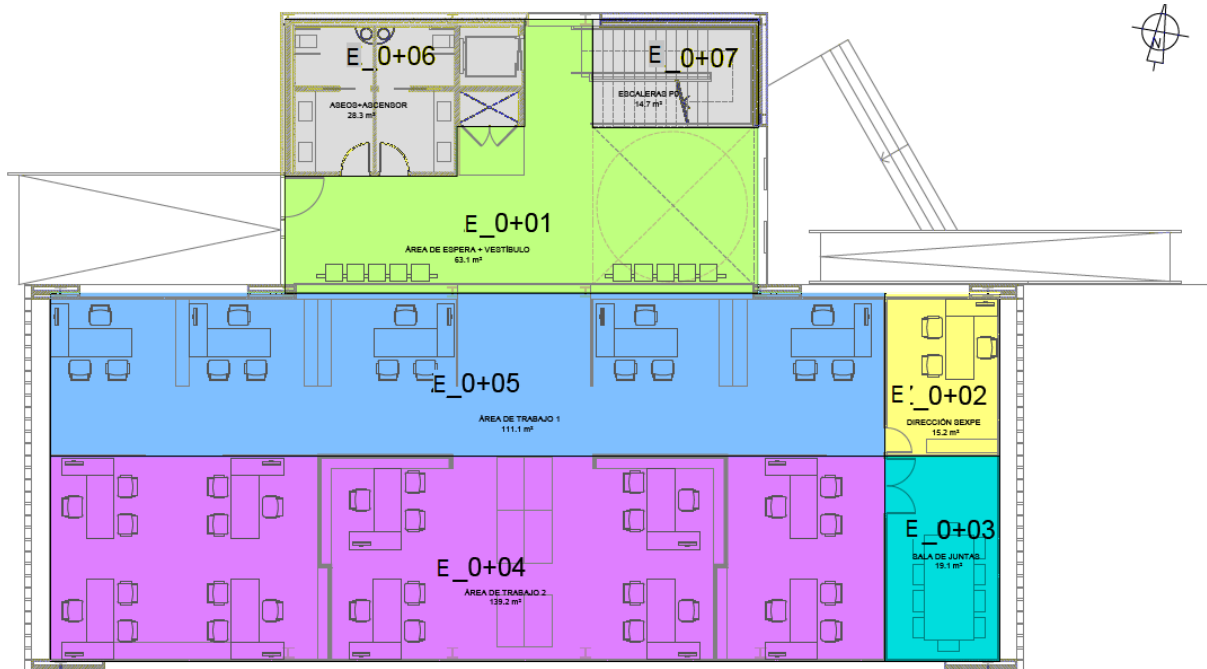 N
E_0+06
E_0+07
ASEOS+ASCENSOR
28.3 m²
ESCALERAS P0
14.7 m²
E_0+01
ÁREA DE ESPERA + VESTÍBULO
63.1 m²
E_0+05
ÁREA DE TRABAJO 1
111.1 m²
E_0+02
DIRECCIÓN SEXPE
15.2 m²
E_0+03
SALA DE JUNTAS
19.1 m²
E_0+04
ÁREA DE TRABAJO 2
139.2 m²